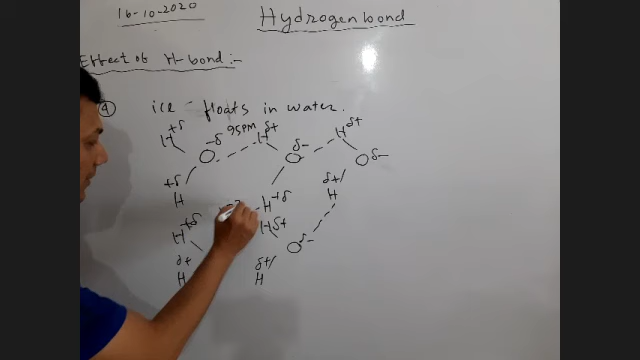 16-10-2020
Hydrogen bond
Effect of H-bond:-
④ ice - floats in water.
H +δ
-δ O
95PM
H δ+
δ- O
H δ+
O δ-
+δ H
H +δ
δ+ H
H +δ
H δ+
O δ-
δ+ H
δ+ H